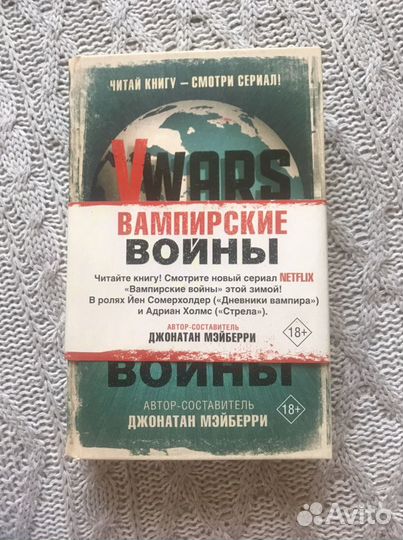 ЧИТАЙ КНИГУ – СМОТРИ СЕРИАЛ!
VWARS
ВАМПИРСКИЕ
ВОЙНЫ
Читайте книгу! Смотрите новый сериал NETFLIX
«Вампирские войны» этой зимой!
В ролях Йен Сомерхолдер («Дневники вампира»)
и Адриан Холмс («Стрела»).
АВТОР-СОСТАВИТЕЛЬ
ДЖОНАТАН МЭЙБЕРРИ
18+
ВОЙНЫ
АВТОР-СОСТАВИТЕЛЬ
ДЖОНАТАН МЭЙБЕРРИ
18+
Avito